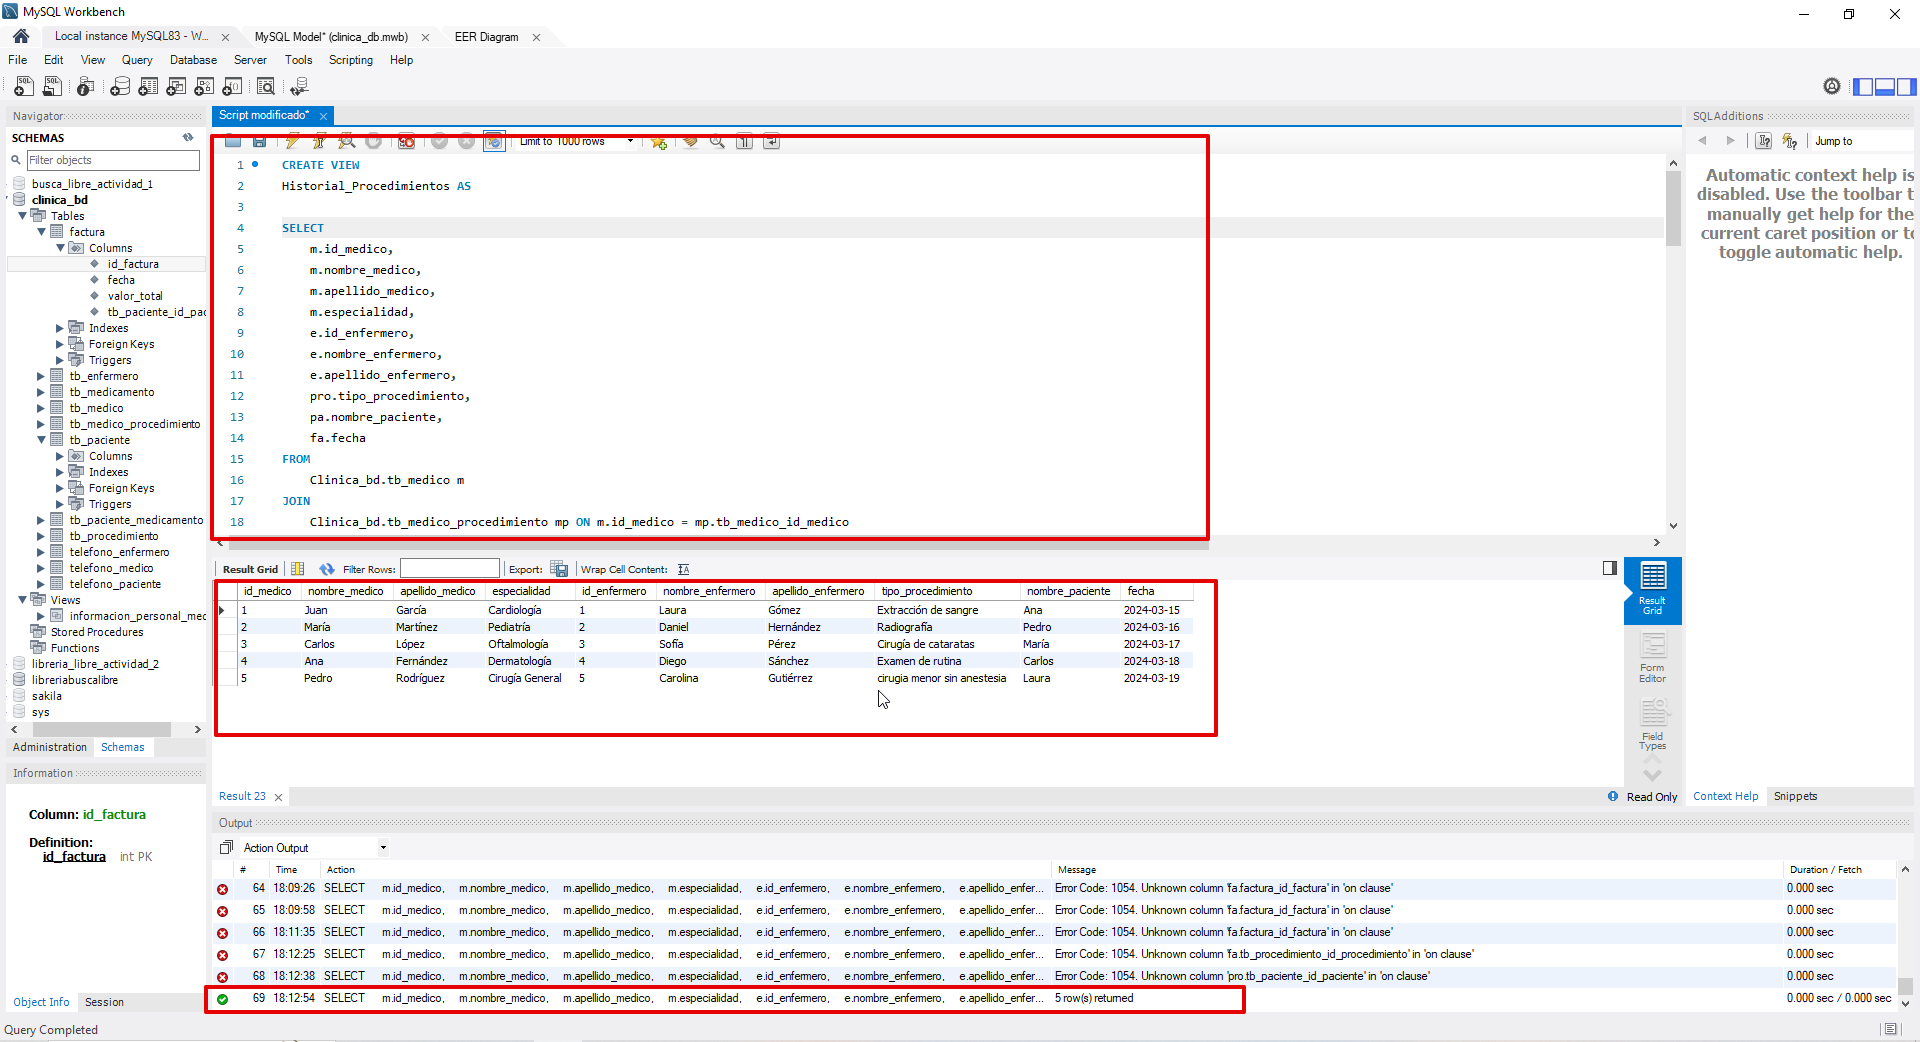 MySQL Workbench
Local instance MySQL83 - W...
MySQL Model* (clinica_db.mwb)
EER Diagram
File Edit View Query Database Server Tools Scripting Help
Navigator
SCHEMAS
Filter objects
busca_libre_actividad_1
clinica_bd
Tables
factura
Columns
id_factura
fecha
valor_total
tb_paciente_id_pac
Indexes
Foreign Keys
Triggers
tb_enfermero
tb_medicamento
tb_medico
tb_medico_procedimiento
tb_paciente
Columns
Indexes
Foreign Keys
Triggers
tb_paciente_medicamento
tb_procedimiento
telefono_enfermero
telefono_medico
telefono_paciente
Views
informacion_personal_med
Stored Procedures
Functions
libreria_libre_actividad_2
libreriabuscalibre
sakila
sys
Administration Schemas
Information
Column: id_factura
Definition:
id_factura int PK
Object Info Session
Query Completed
Script modificado*
Limit to 1000 rows
1 CREATE VIEW
2 Historial_Procedimientos AS
3
4 SELECT
5 m.id_medico,
6 m.nombre_medico,
7 m.apellido_medico,
8 m.especialidad,
9 e.id_enfermero,
10 e.nombre_enfermero,
11 e.apellido_enfermero,
12 pro.tipo_procedimiento,
13 pa.nombre_paciente,
14 fa.fecha
15 FROM
16 Clinica_bd.tb_medico m
17 JOIN
18 Clinica_bd.tb_medico_procedimiento mp ON m.id_medico = mp.tb_medico_id_medico
Result Grid Filter Rows: Export: Wrap Cell Content:
id_medico nombre_medico apellido_medico especialidad id_enfermero nombre_enfermero apellido_enfermero tipo_procedimiento nombre_paciente fecha
1 Juan García Cardiología 1 Laura Gómez Extracción de sangre Ana 2024-03-15
2 María Martínez Pediatría 2 Daniel Hernández Radiografía Pedro 2024-03-16
3 Carlos López Oftalmología 3 Sofía Pérez Cirugía de cataratas María 2024-03-17
4 Ana Fernández Dermatología 4 Diego Sánchez Examen de rutina Carlos 2024-03-18
5 Pedro Rodríguez Cirugía General 5 Carolina Gutiérrez cirugia menor sin anestesia Laura 2024-03-19
Result Grid
Form Editor
Field Types
Result 23
Read Only
SQLAdditions
Jump to
Automatic context help is
disabled. Use the toolbar t
manually get help for the
current caret position or to
toggle automatic help.
Context Help Snippets
Output
Action Output
# Time Action Message Duration / Fetch
64 18:09:26 SELECT m.id_medico, m.nombre_medico, m.apellido_medico, m.especialidad, e.id_enfermero, e.nombre_enfermero, e.apellido_enfer... Error Code: 1054. Unknown column 'fa.factura_id_factura' in 'on clause' 0.000 sec
65 18:09:58 SELECT m.id_medico, m.nombre_medico, m.apellido_medico, m.especialidad, e.id_enfermero, e.nombre_enfermero, e.apellido_enfer... Error Code: 1054. Unknown column 'fa.factura_id_factura' in 'on clause' 0.000 sec
66 18:11:35 SELECT m.id_medico, m.nombre_medico, m.apellido_medico, m.especialidad, e.id_enfermero, e.nombre_enfermero, e.apellido_enfer... Error Code: 1054. Unknown column 'fa.factura_id_factura' in 'on clause' 0.000 sec
67 18:12:25 SELECT m.id_medico, m.nombre_medico, m.apellido_medico, m.especialidad, e.id_enfermero, e.nombre_enfermero, e.apellido_enfer... Error Code: 1054. Unknown column 'fa.tb_procedimiento_id_procedimiento' in 'on clause' 0.000 sec
68 18:12:38 SELECT m.id_medico, m.nombre_medico, m.apellido_medico, m.especialidad, e.id_enfermero, e.nombre_enfermero, e.apellido_enfer... Error Code: 1054. Unknown column 'pro.tb_paciente_id_paciente' in 'on clause' 0.000 sec
69 18:12:54 SELECT m.id_medico, m.nombre_medico, m.apellido_medico, m.especialidad, e.id_enfermero, e.nombre_enfermero, e.apellido_enfer... 5 row(s) returned 0.000 sec / 0.000 sec